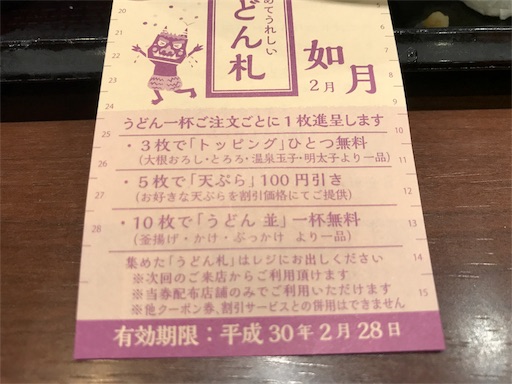 めてうれしい
どん札
如月
2月
うどん一杯ご注文ごとに1枚進呈します
・3枚で「トッピング」ひとつ無料
(大根おろし・とろろ・温泉玉子・明太子より一品)
・5枚で「天ぷら」100円引き
(お好きな天ぷらを割引価格にてご提供)
・10枚で「うどん 並」一杯無料
(釜揚げ・かけ・ぶっかけ より一品)
集めた「うどん札」はレジにお出しください
※次回のご来店からご利用頂けます
※当券配布店舗のみでご利用いただけます
※他クーポン券、割引サービスとの併用はできません
有効期限：平成30年2月28日
20
25
28
10
11
12
13
14
15